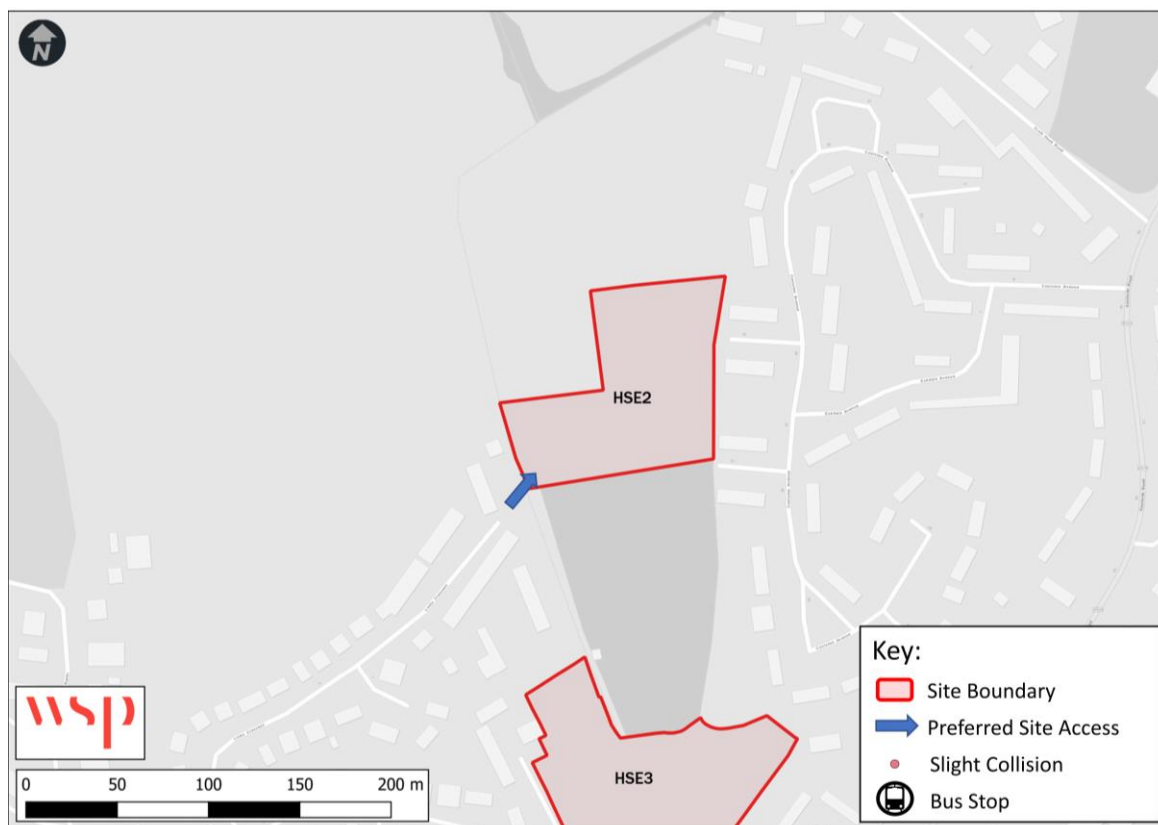 N
HSE2
HSE3
wsp
0 50 100 150 200 m
Key:
Site Boundary
Preferred Site Access
Slight Collision
Bus Stop